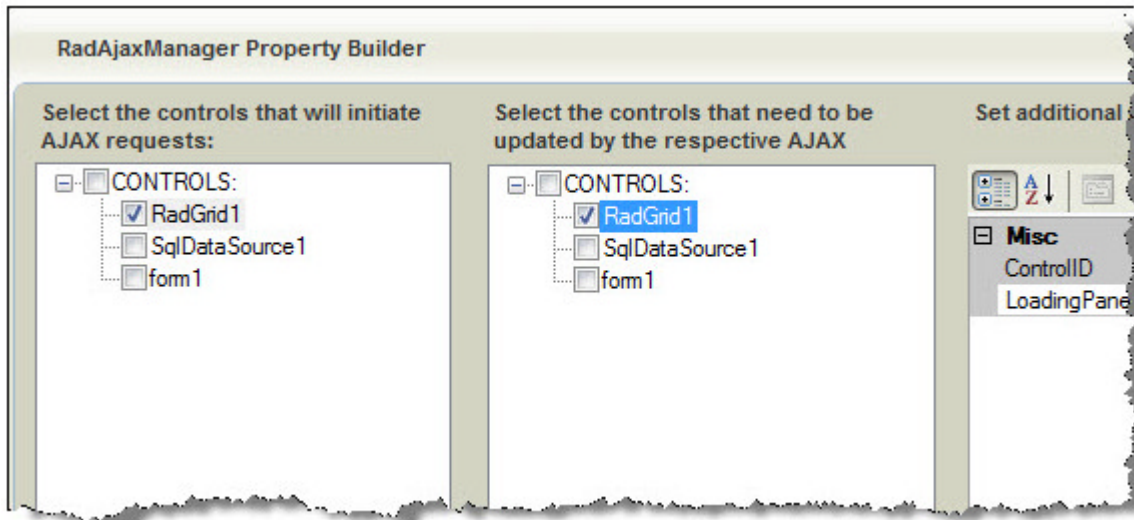 RadAjaxManager Property Builder
Select the controls that will initiate
AJAX requests:
CONTROLS:
RadGrid1
SqlDataSource1
form1
Select the controls that need to be
updated by the respective AJAX
CONTROLS:
RadGrid1
SqlDataSource1
form1
Set additional
A
Z
Misc
ControlID
LoadingPane